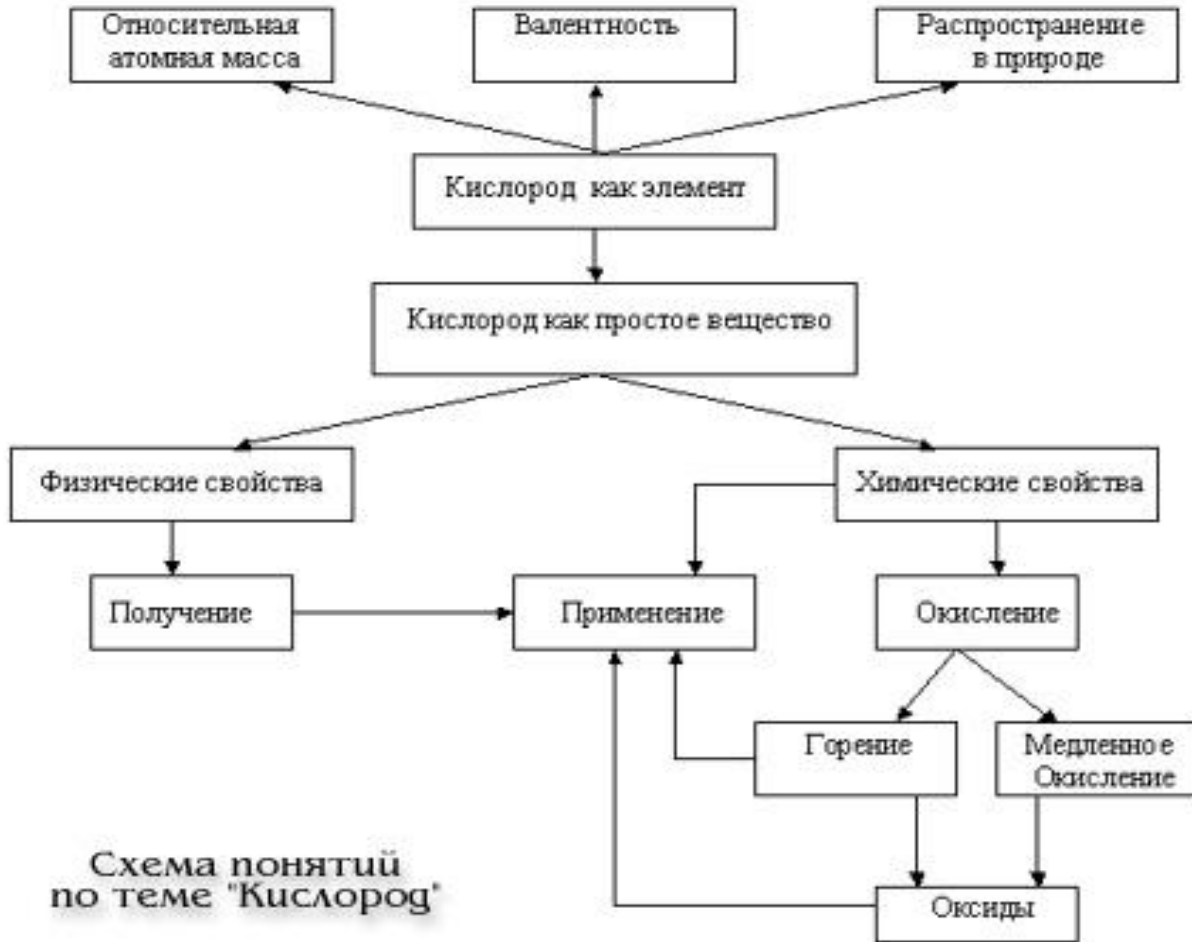 Относительная
атомная масса
Валентность
Распространение
в природе
Кислород как элемент
Кислород как простое вещество
Физические свойства
Химические свойства
Получение
Применение
Окисление
Горение
Медленное
Окисление
Оксиды
Схема понятий
по теме "Кислород"